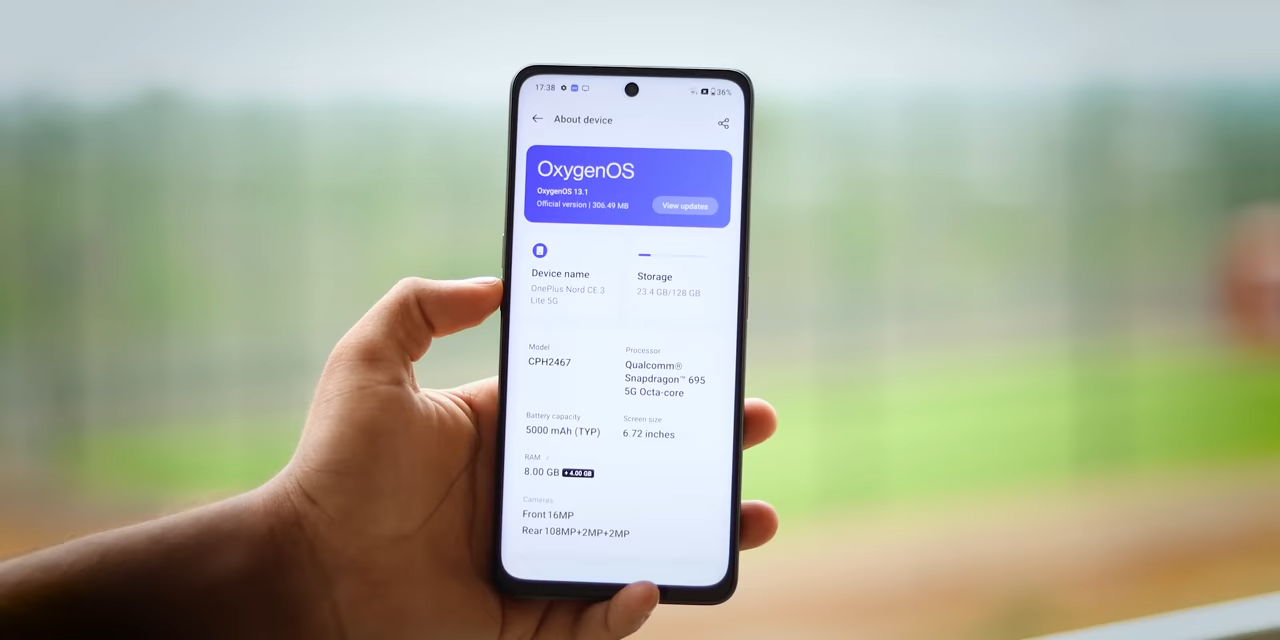 17:38 36%
About device
OxygenOS
OxygenOS 13.1
Official version | 306.49 MB
View updates
Device name
OnePlus Nord CE 3
Lite 5G
Storage
23.4 GB/128 GB
Model
CPH2467
Processor
Qualcomm®
Snapdragon™ 695
5G Octa-core
Battery capacity
5000 mAh (TYP)
Screen size
6.72 inches
RAM
8.00 GB + 4.00 GB
Cameras
Front 16MP
Rear 108MP+2MP+2MP